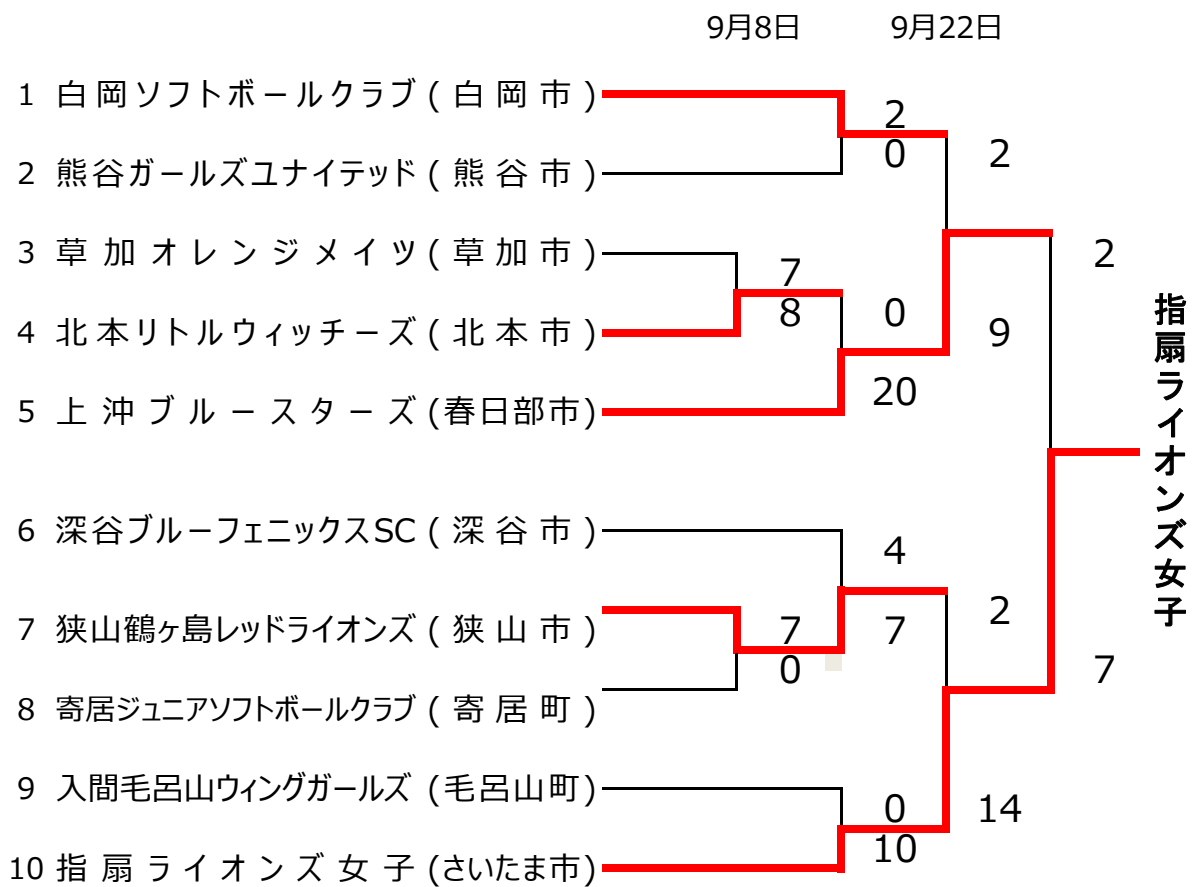 9月8日 9月22日
1 白岡ソフトボールクラブ ( 白 岡 市 )
2
0
2 熊谷ガールズユナイテッド ( 熊 谷 市 )
2
3 草 加 オ レ ン ジ メ イ ツ ( 草 加 市 )
7
8
2
4 北本リトルウィッチーズ ( 北 本 市 )
0
9
5 上 沖 ブ ル ー ス タ ー ズ (春日部市)
20
指扇ライオンズ女子
6 深谷ブルーフェニックスSC ( 深 谷 市 )
4
7 狭山鶴ヶ島レッドライオンズ ( 狭 山 市 )
7
0
7
2
8 寄居ジュニアソフトボールクラブ ( 寄 居 町 )
7
9 入間毛呂山ウィングガールズ (毛呂山町)
0
10
14
10 指 扇 ラ イ オ ン ズ 女 子 (さいたま市)